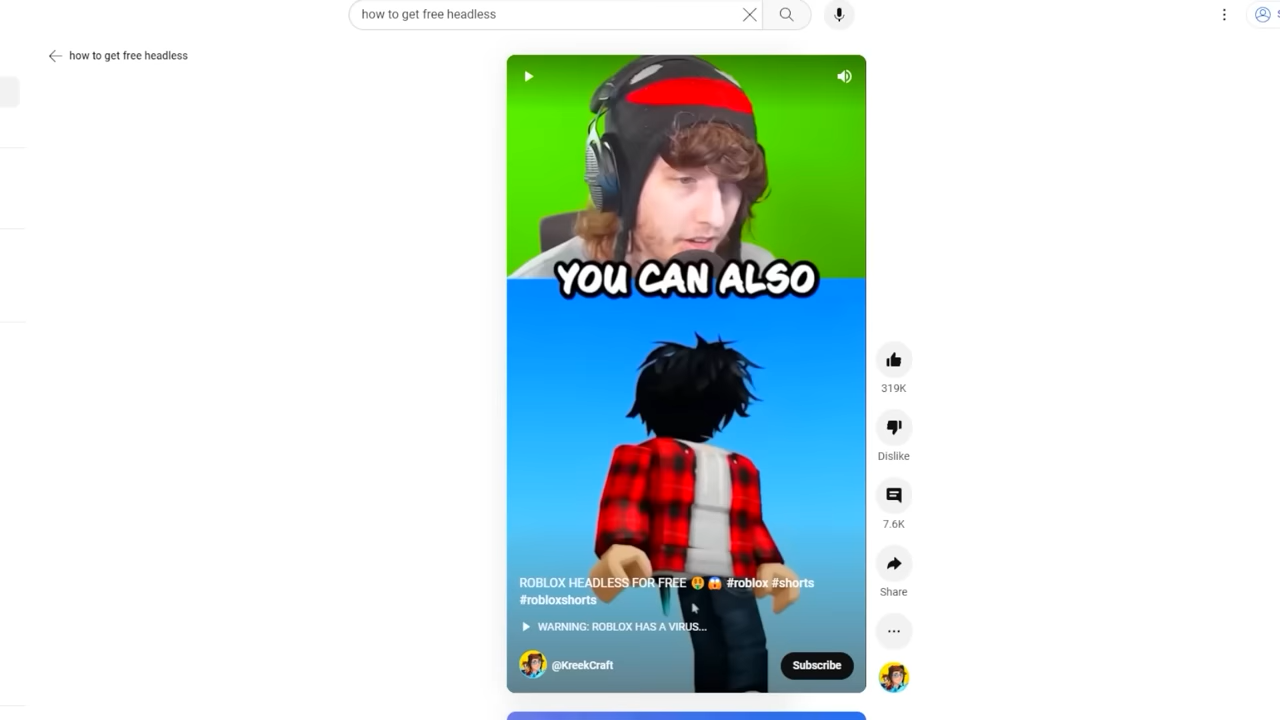 how to get free headless
how to get free headless
YOU CAN ALSO
319K
Dislike
7.6K
Share
ROBLOX HEADLESS FOR FREE 🤑 😱 #roblox #shorts
#robloxshorts
WARNING: ROBLOX HAS A VIRUS...
@KreekCraft
Subscribe